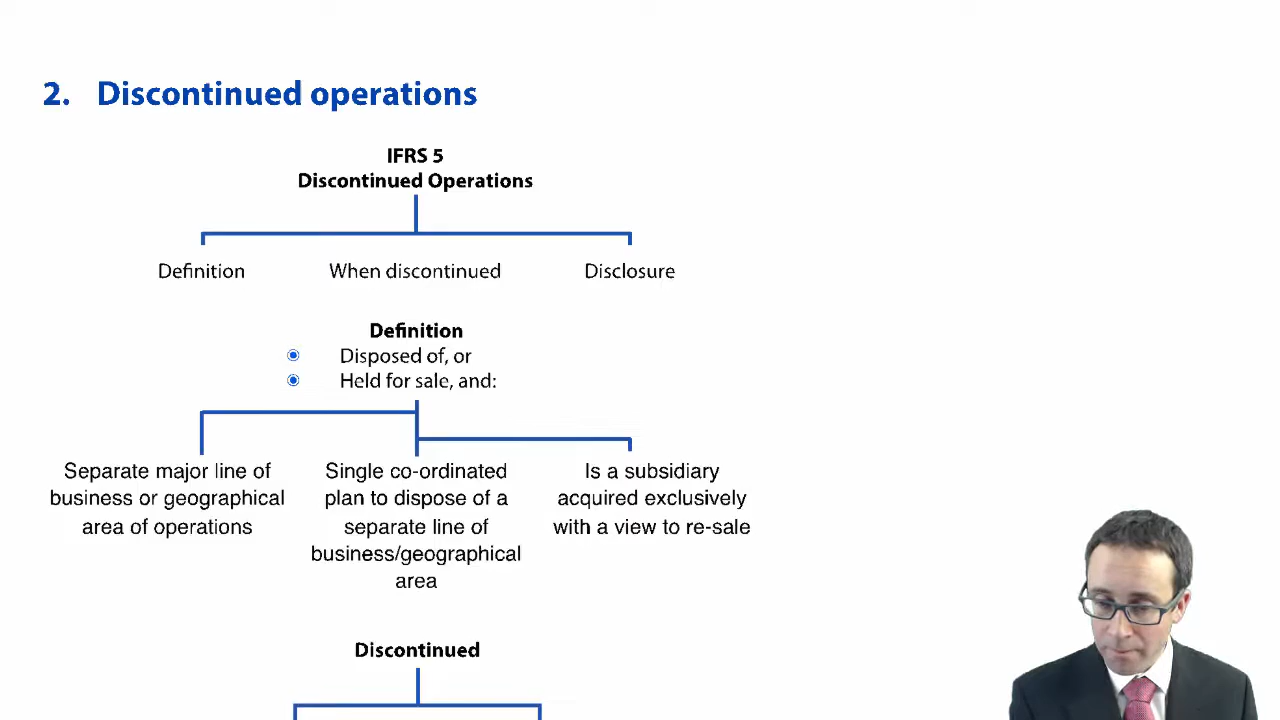 2. Discontinued operations
IFRS 5
Discontinued Operations
Definition
When discontinued
Disclosure
Definition
Disposed of, or
Held for sale, and:
Separate major line of
business or geographical
area of operations
Single co-ordinated
plan to dispose of a
separate line of
business/geographical
area
Is a subsidiary
acquired exclusively
with a view to re-sale
Discontinued